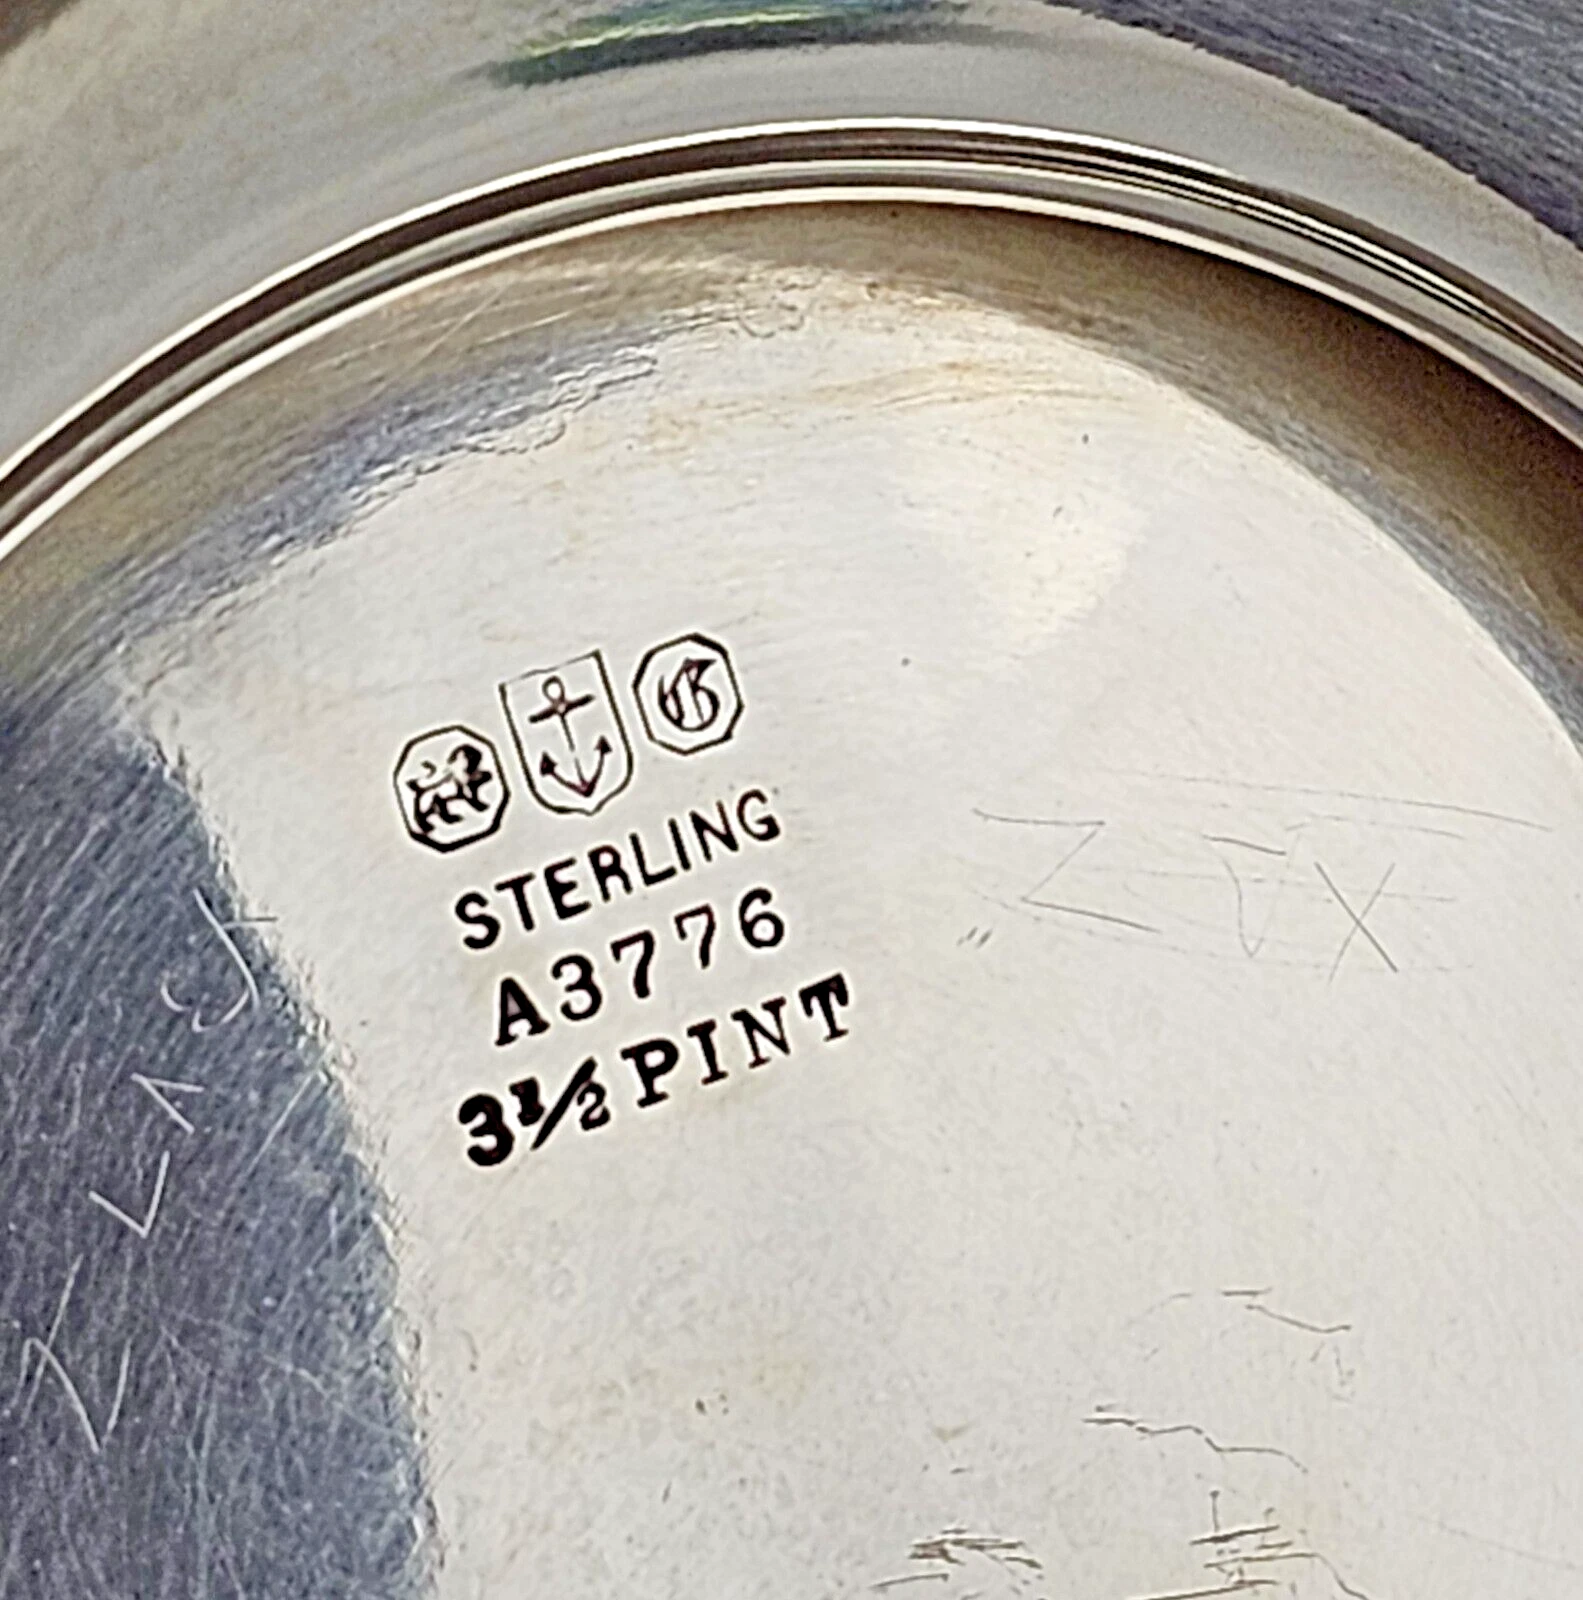 G
STERLING
A3776
3½ PINT